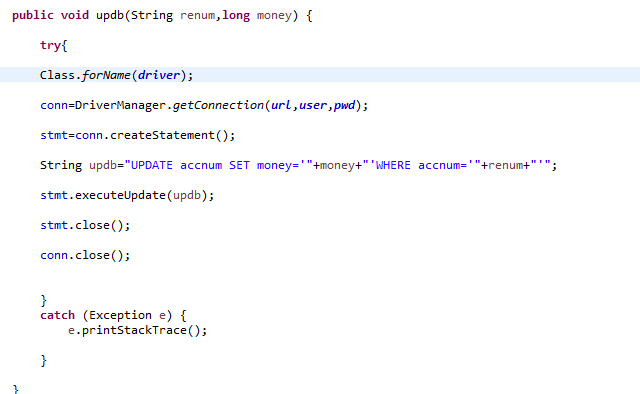 public void updb(String renum,long money) {
try{
Class.forName(driver);
conn=DriverManager.getConnection(url,user,pwd);
stmt=conn.createStatement();
String updb="UPDATE accnum SET money='"+money+"'WHERE accnum='"+renum+"'";
stmt.executeUpdate(updb);
stmt.close();
conn.close();
}
catch (Exception e) {
e.printStackTrace();
}
}